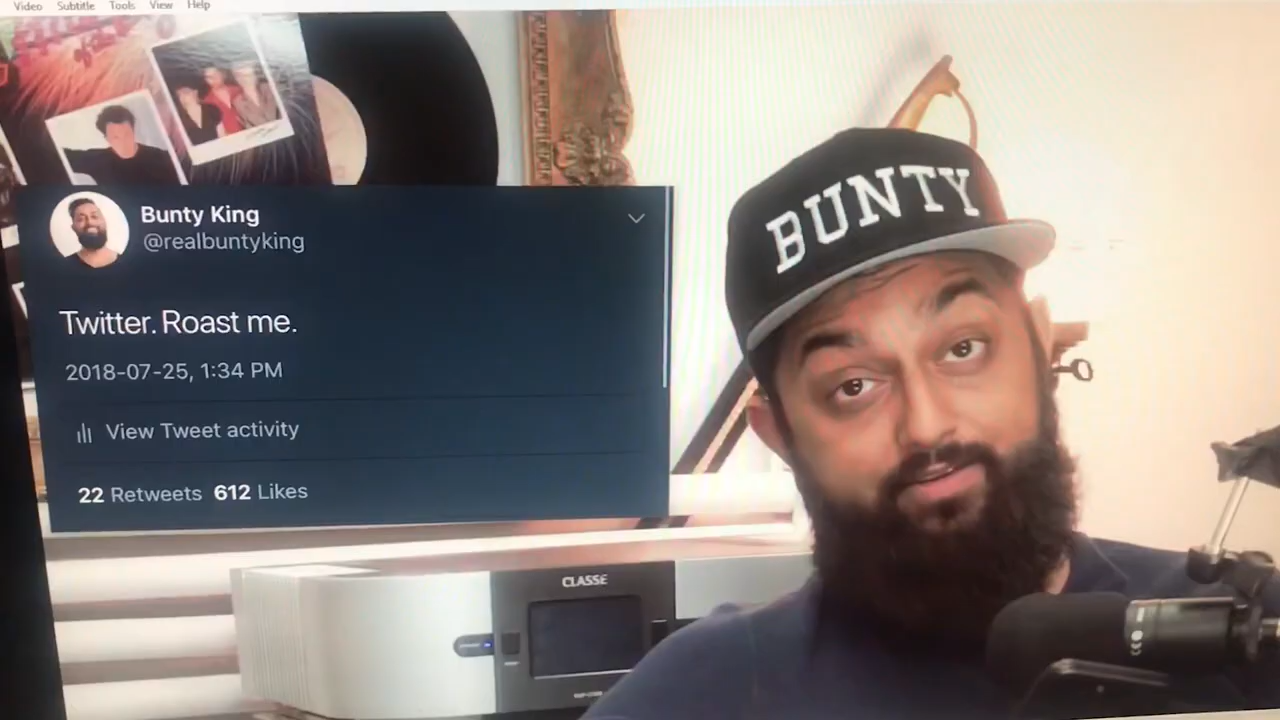 Video Subtitle Tools View Help
BUNTY
Bunty King
@realbuntyking
Twitter. Roast me.
2018-07-25, 1:34 PM
View Tweet activity
22 Retweets 612 Likes
CLASSE